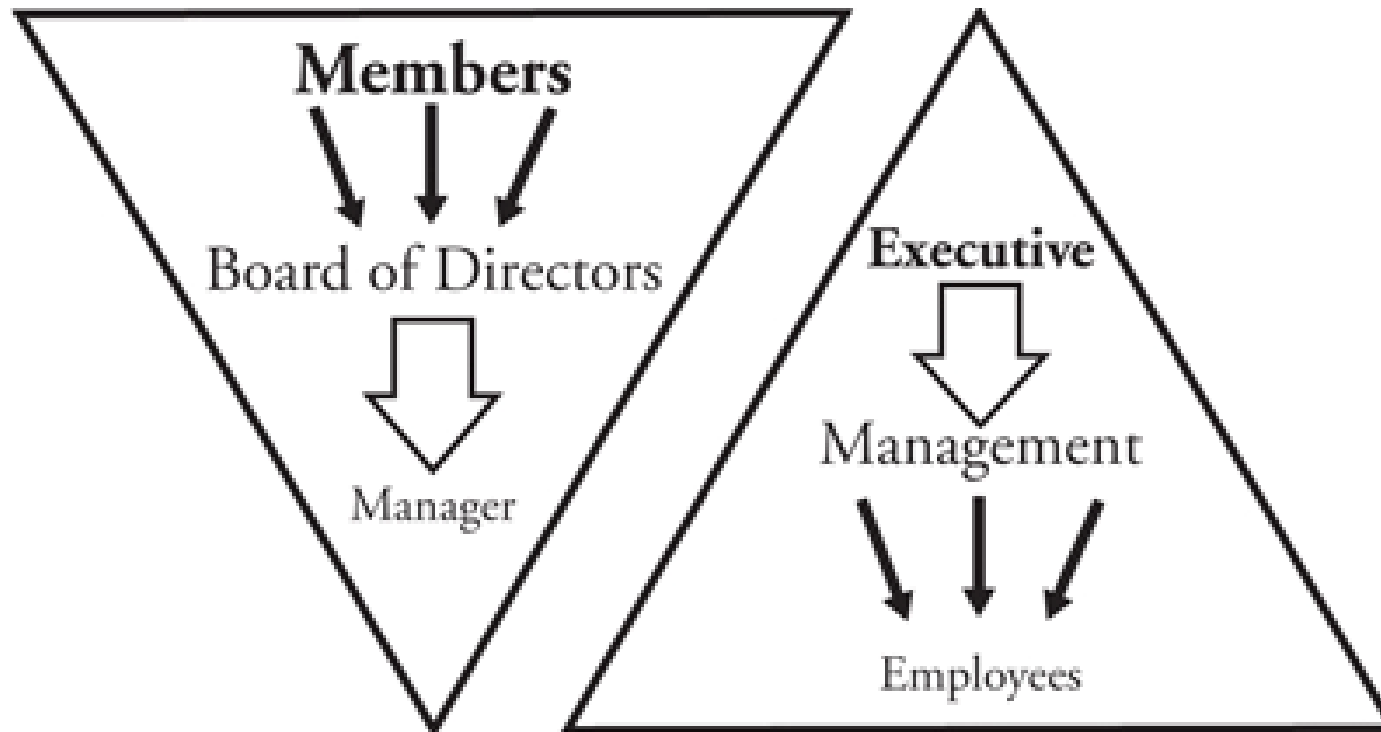 Members
Board of Directors
Manager
Executive
Management
Employees